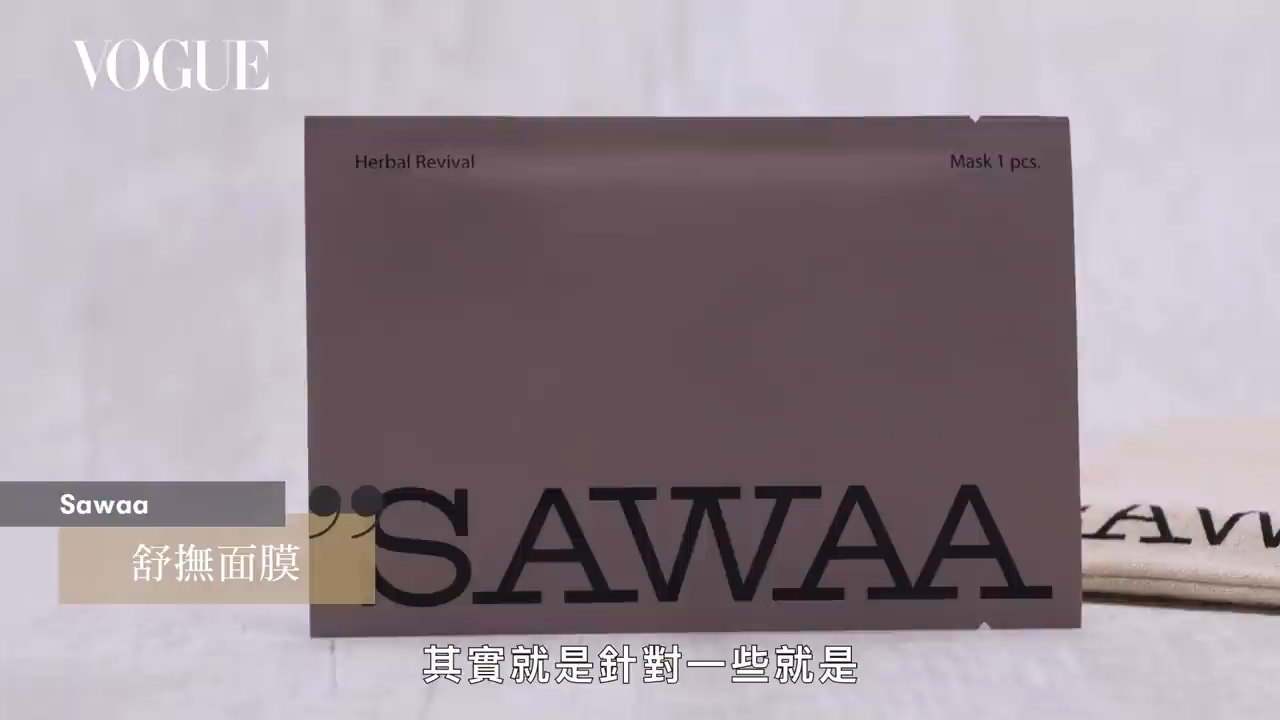 VOGUE
Herbal Revival
Mask 1 pcs.
Sawaa
舒撫面膜
”SAWAA
其實就是針對一些就是